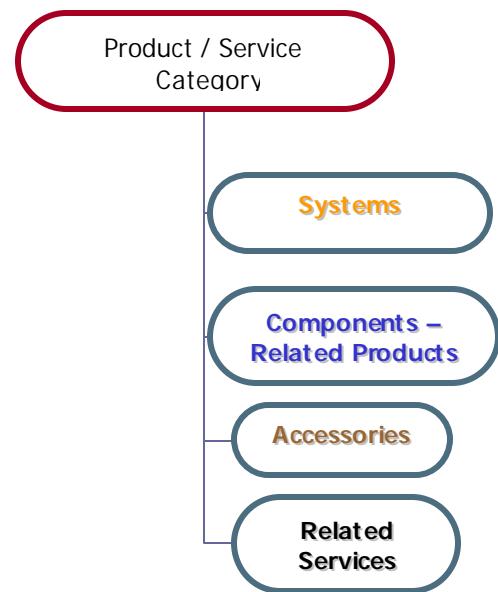 Product / Service
Category
Systems
Components –
Related Products
Accessories
Related
Services